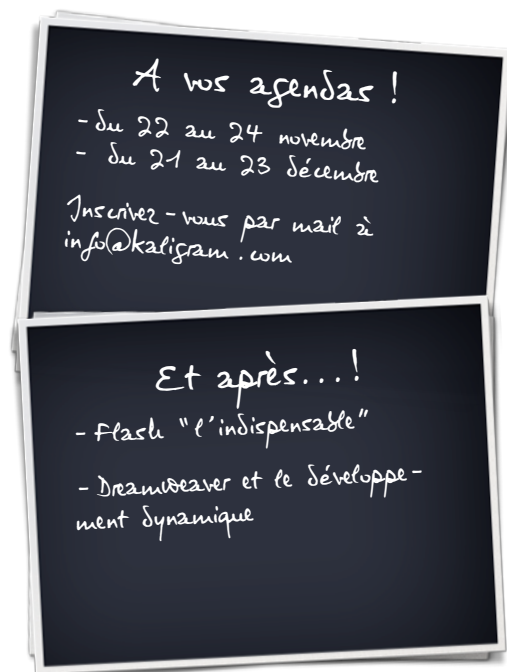 A vos agendas !
- du 22 au 24 novembre
- du 21 au 23 décembre
Inscrivez-vous par mail à
info@kaligram.com
Et après...!
- Flash "l'indispensable"
- Dreamweaver et le développe-
ment dynamique